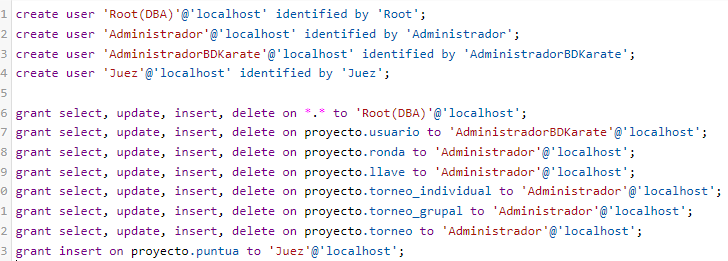 1 create user 'Root(DBA)'@'localhost' identified by 'Root';
2 create user 'Administrador'@'localhost' identified by 'Administrador';
3 create user 'AdministradorBDKarate'@'localhost' identified by 'AdministradorBDKarate';
4 create user 'Juez'@'localhost' identified by 'Juez';
5
6 grant select, update, insert, delete on *.* to 'Root(DBA)'@'localhost';
7 grant select, update, insert, delete on proyecto.usuario to 'AdministradorBDKarate'@'localhost';
8 grant select, update, insert, delete on proyecto.ronda to 'Administrador'@'localhost';
9 grant select, update, insert, delete on proyecto.llave to 'Administrador'@'localhost';
0 grant select, update, insert, delete on proyecto.torneo_individual to 'Administrador'@'localhost';
1 grant select, update, insert, delete on proyecto.torneo_grupal to 'Administrador'@'localhost';
2 grant select, update, insert, delete on proyecto.torneo to 'Administrador'@'localhost';
3 grant insert on proyecto.puntua to 'Juez'@'localhost';